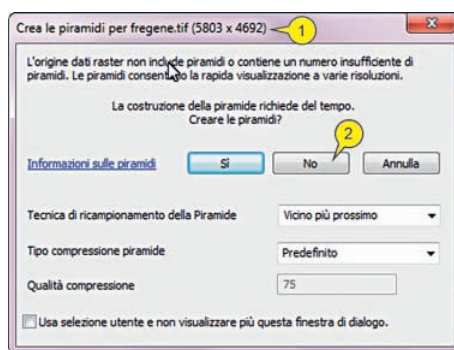 Crea le piramidi per fregene.tif (5803 x 4692)
1
L'origine dati raster non include piramidi o contiene un numero insufficiente di
piramidi. Le piramidi consentono la rapida visualizzazione a varie risoluzioni.
La costruzione della piramide richiede del tempo.
Creare le piramidi?
2
Informazioni sulle piramidi
Sì
No
Annulla
Tecnica di ricampionamento della Piramide
Vicino più prossimo
Tipo compressione piramide
Predefinito
Qualità compressione
75
Usa selezione utente e non visualizzare più questa finestra di dialogo.